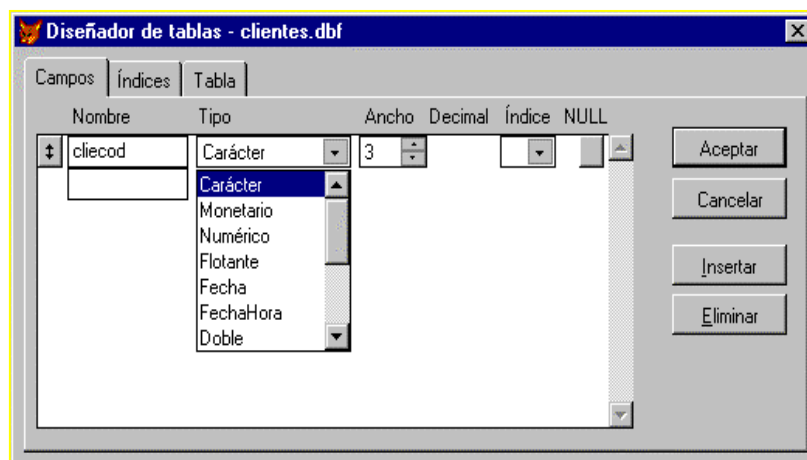 Diseñador de tablas - clientes.dbf
Campos Índices Tabla
Nombre Tipo Ancho Decimal Índice NULL
cliecod Carácter 3
Carácter
Monetario
Numérico
Flotante
Fecha
FechaHora
Doble
Aceptar
Cancelar
Insertar
Eliminar